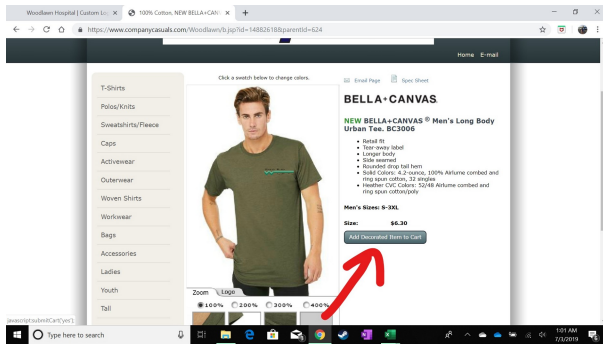 Woodlawn Hospital | Custom Log
100% Cotton, NEW BELLA+CANV
https://www.companycasuals.com/Woodlawn/b.jsp?id=14882618&parentId=624
Home E-mail
T-Shirts
Polos/Knits
Sweatshirts/Fleece
Caps
Activewear
Outerwear
Woven Shirts
Workwear
Bags
Accessories
Ladies
Youth
Tall
Click a swatch below to change colors.
Zoom Logo
100% 200% 300% 400%
Email Page Spec Sheet
BELLA+CANVAS.
NEW BELLA+CANVAS ® Men's Long Body
Urban Tee. BC3006
• Retail fit
• Tear-away label
• Longer body
• Side seamed
• Rounded drop tail hem
• Solid Colors: 4.2-ounce, 100% Airlume combed and
ring spun cotton, 32 singles
• Heather CVC Colors: 52/48 Airlume combed and
ring spun cotton/poly
Men's Sizes: S-3XL
Size: $6.30
Add Decorated Item to Cart
javascript:submitCart('yes');
Type here to search
1:01 AM
7/3/2019